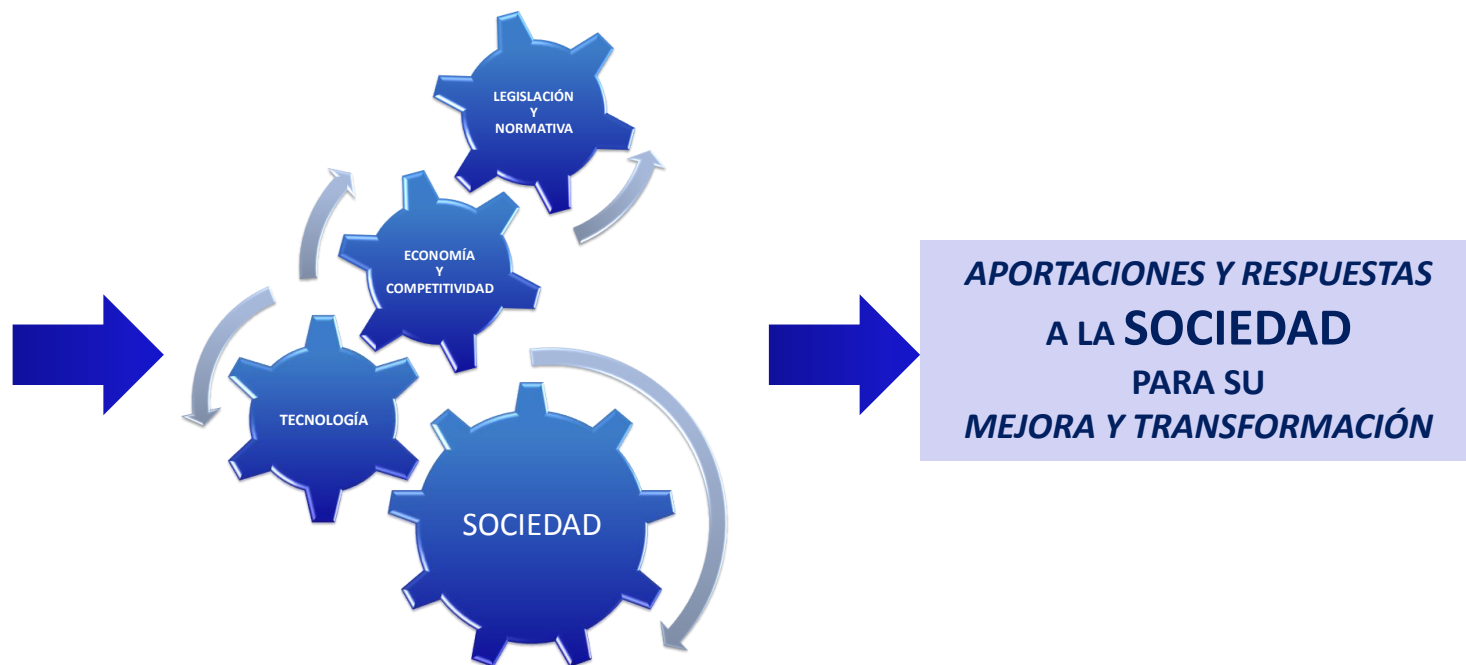 LEGISLACIÓN
Y
NORMATIVA
ECONOMÍA
Y
COMPETITIVIDAD
TECNOLOGÍA
SOCIEDAD
APORTACIONES Y RESPUESTAS
A LA SOCIEDAD
PARA SU
MEJORA Y TRANSFORMACIÓN